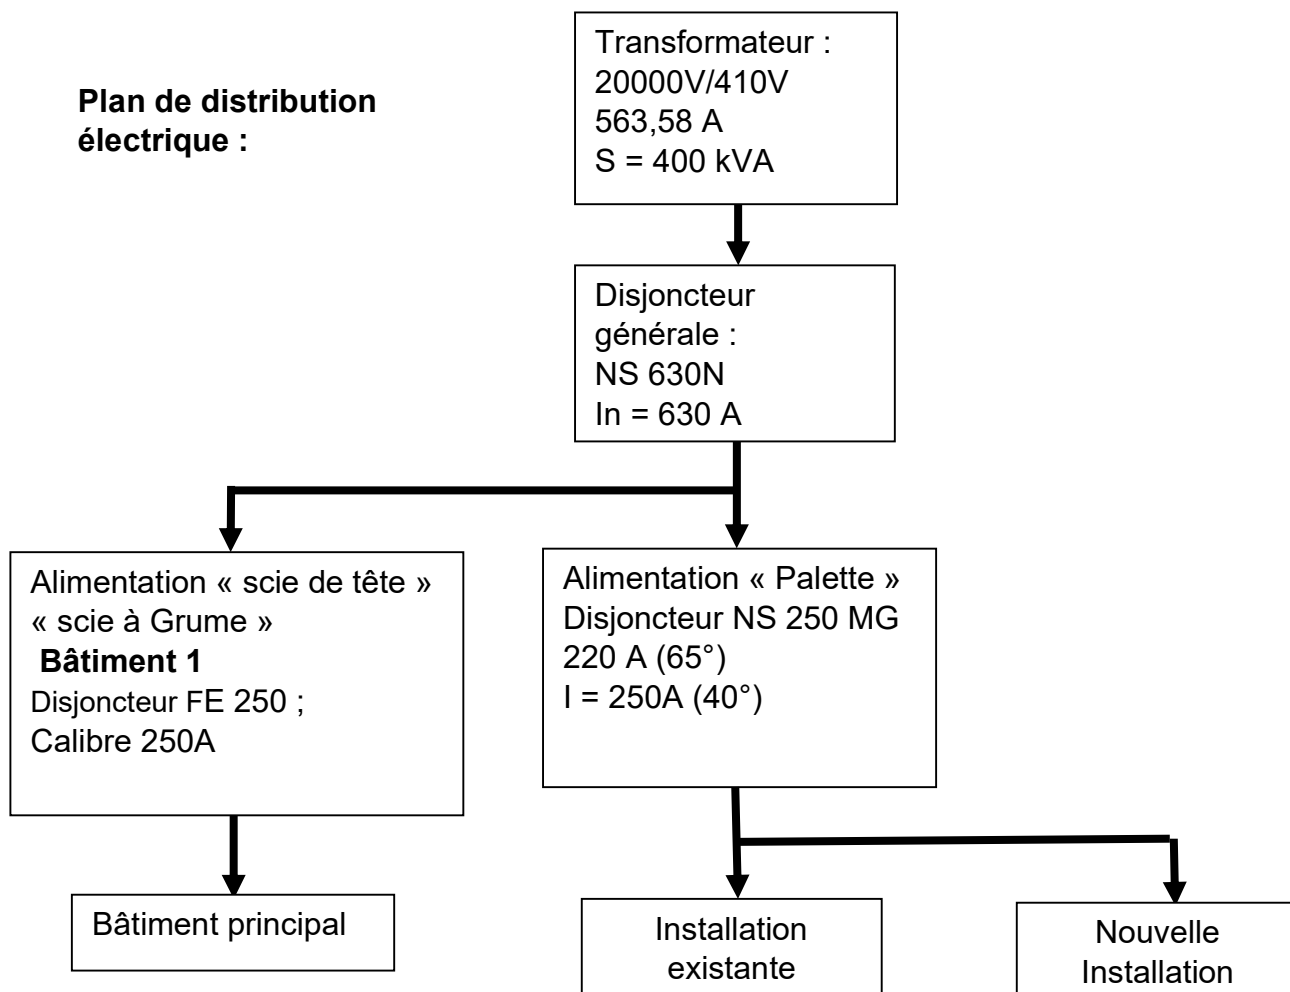 Plan de distribution
électrique :
Transformateur :
20000V/410V
563,58 A
S = 400 kVA
Disjoncteur
générale :
NS 630N
In = 630 A
Alimentation « scie de tête »
« scie à Grume »
Bâtiment 1
Disjoncteur FE 250 ;
Calibre 250A
Alimentation « Palette »
Disjoncteur NS 250 MG
220 A (65°)
I = 250A (40°)
Bâtiment principal
Installation
existante
Nouvelle
Installation